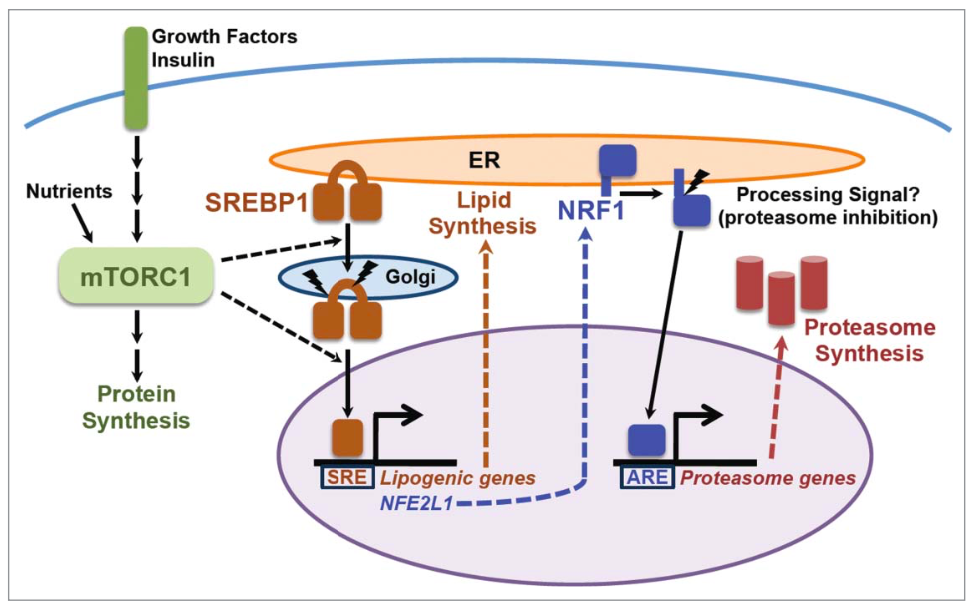 Growth Factors
Insulin
ER
Nutrients
SREBP1
Lipid
Synthesis
NRF1
Processing Signal?
(proteasome inhibition)
mTORC1
Golgi
Proteasome
Synthesis
Protein
Synthesis
SRE Lipogenic genes
NFE2L1
ARE Proteasome genes